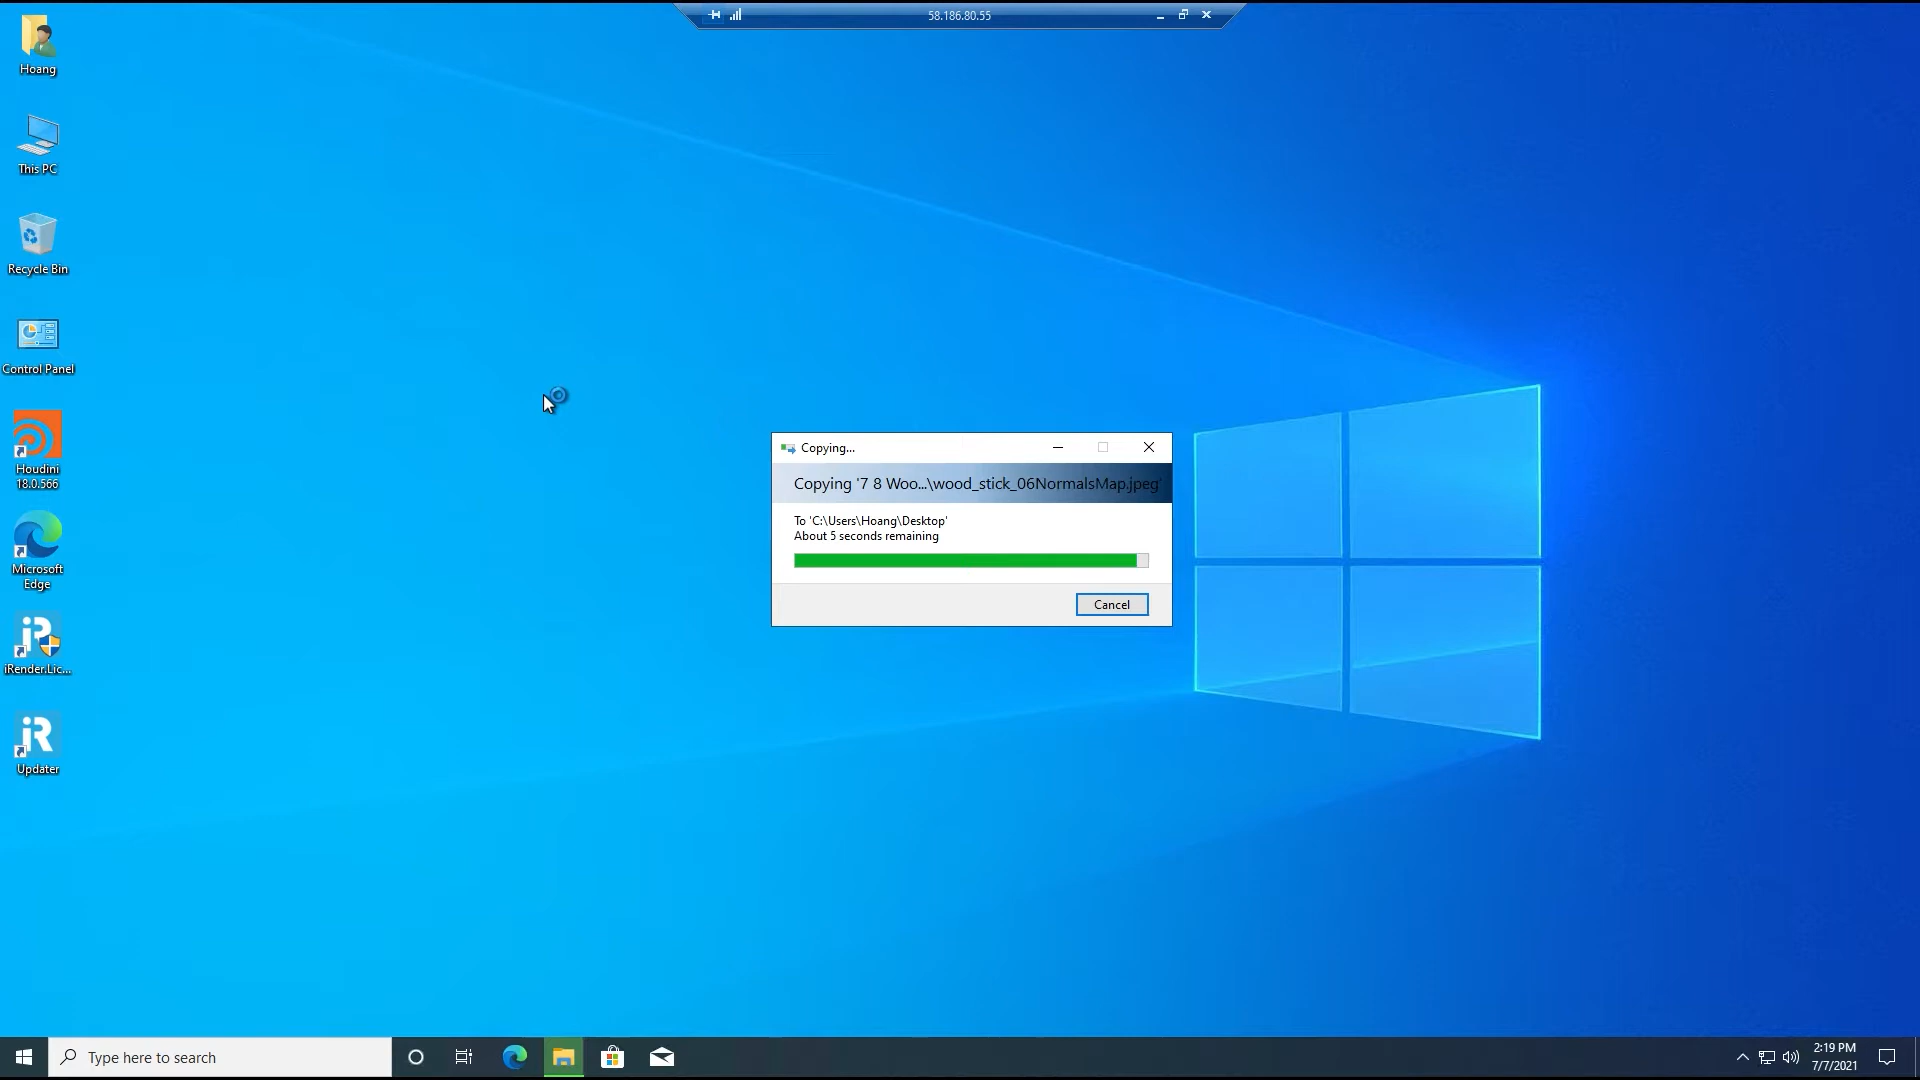 58.186.80.55
Hoang
This PC
Recycle Bin
Control Panel
Houdini
18.0.566
Microsoft
Edge
iRender.Lic...
iR
Updater
Copying...
Copying '7 8 Woo...\wood_stick_06NormalsMap.jpeg'
To 'C:\Users\Hoang\Desktop'
About 5 seconds remaining
Cancel
Type here to search
2:19 PM
7/7/2021